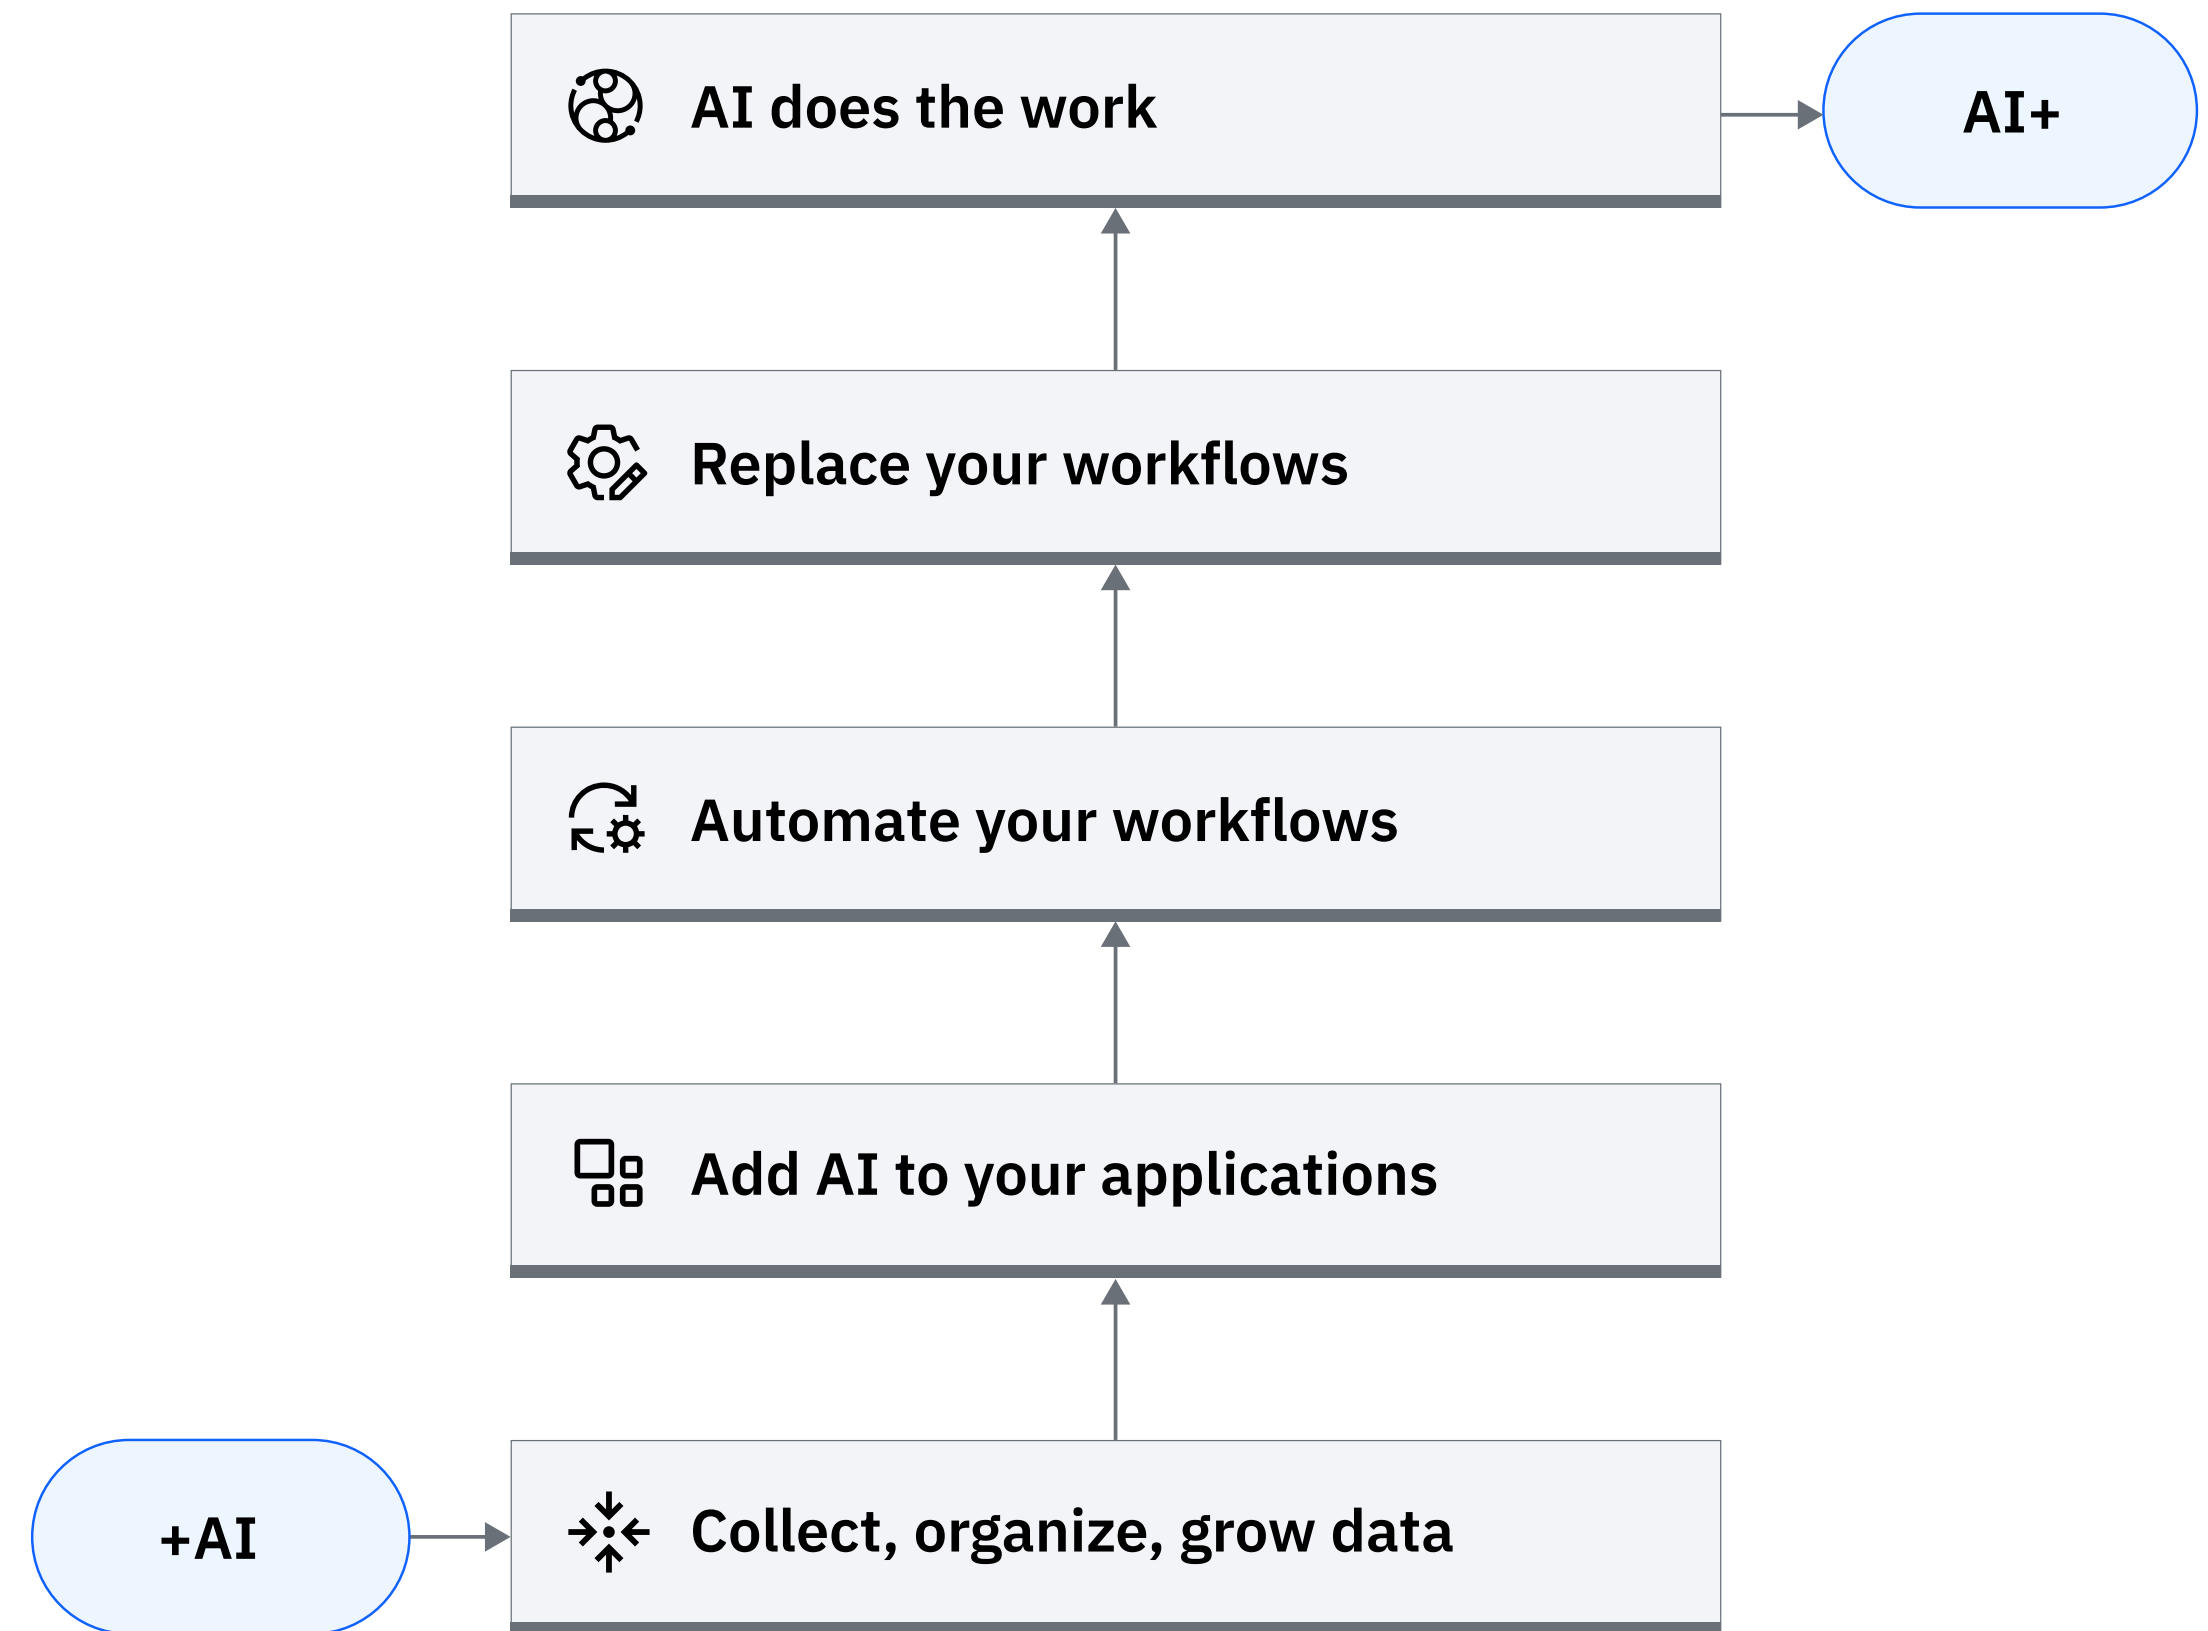 AI does the work
AI+
Replace your workflows
Automate your workflows
Add AI to your applications
+AI
Collect, organize, grow data